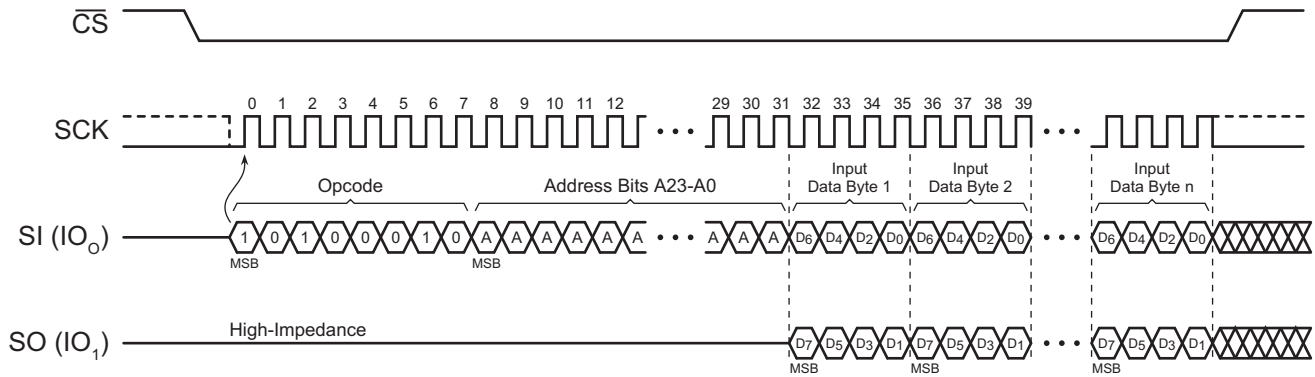 CS
SCK
0 1 2 3 4 5 6 7 8 9 10 11 12 29 30 31 32 33 34 35 36 37 38 39
Opcode
Address Bits A23-A0
Input
Data Byte 1
Input
Data Byte 2
Input
Data Byte n
SI (IOO)
1 0 1 0 0 0 1 0 A A A A A A A A A D6 D4 D2 D0 D6 D4 D2 D0 D6 D4 D2 D0
MSB MSB
High-Impedance
SO (IO1)
D7 D5 D3 D1 D7 D5 D3 D1 D7 D5 D3 D1
MSB MSB MSB